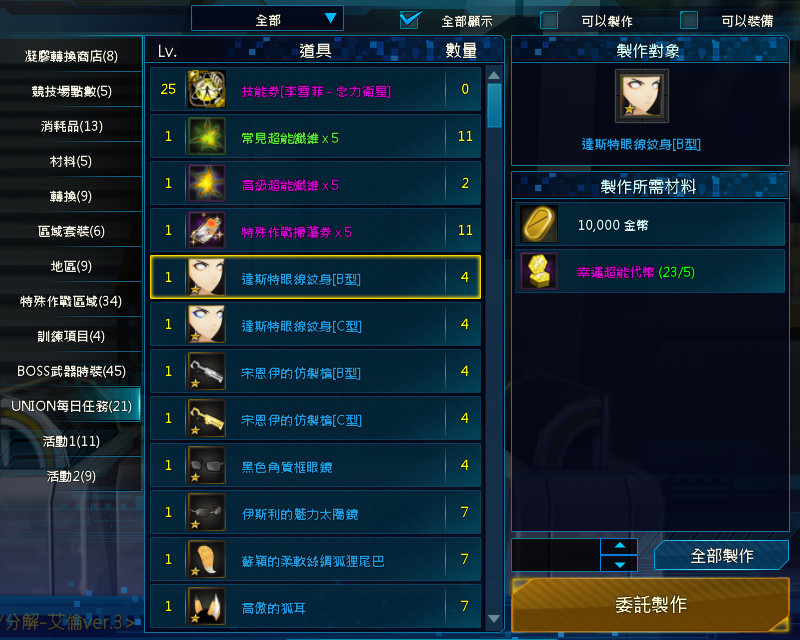 全部
全部顯示
可以製作
可以裝備
凝膠轉換商店(8)
競技場點數(5)
消耗品(13)
材料(5)
轉換(9)
區域套裝(6)
地區(9)
特殊作戰區域(34)
訓練項目(4)
BOSS武器時裝(45)
UNION每日任務(21)
活動1(11)
活動2(9)
Lv. 道具 數量
25 技能券[李雪菲 - 念力衛星] 0
1 常見超能纖維 x 5 11
1 高級超能纖維 x 5 2
1 特殊作戰掃蕩券 x 5 11
1 達斯特眼線紋身[B型] 4
1 達斯特眼線紋身[C型] 4
1 宋恩伊的仿製槍[B型] 4
1 宋恩伊的仿製槍[C型] 4
1 黑色角質框眼鏡 4
1 伊斯利的魅力太陽鏡 7
1 蘇穎的柔軟絲綢狐狸尾巴 7
1 高傲的狐耳 7
製作對象
達斯特眼線紋身[B型]
製作所需材料
10,000 金幣
幸運超能代幣 (23/5)
全部製作
委託製作
/分解-艾倫ver.3>